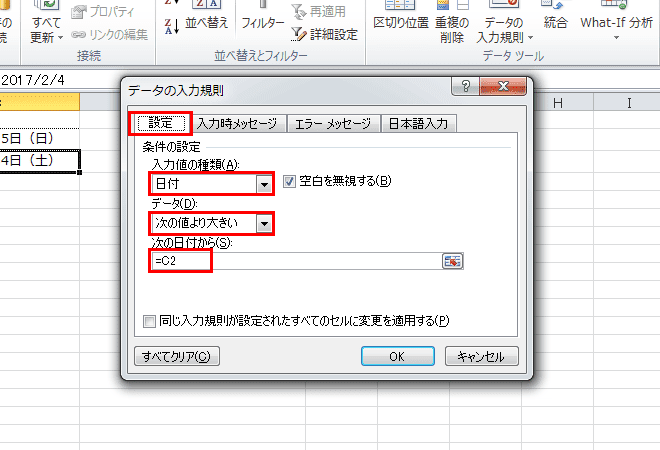 すべて
更新
プロパティ
リンクの編集
接続
並べ替え
フィルター
再適用
詳細設定
並べ替えとフィルター
区切り位置
重複の
削除
データの
入力規則
統合
What-If 分析
データ ツール
2017/2/4
H
I
5日（日）
4日（土）
データの入力規則
設定
入力時メッセージ
エラー メッセージ
日本語入力
条件の設定
入力値の種類(A):
日付
空白を無視する(B)
データ(D):
次の値より大きい
次の日付から(S):
=C2
同じ入力規則が設定されたすべてのセルに変更を適用する(P)
すべてクリア(C)
OK
キャンセル